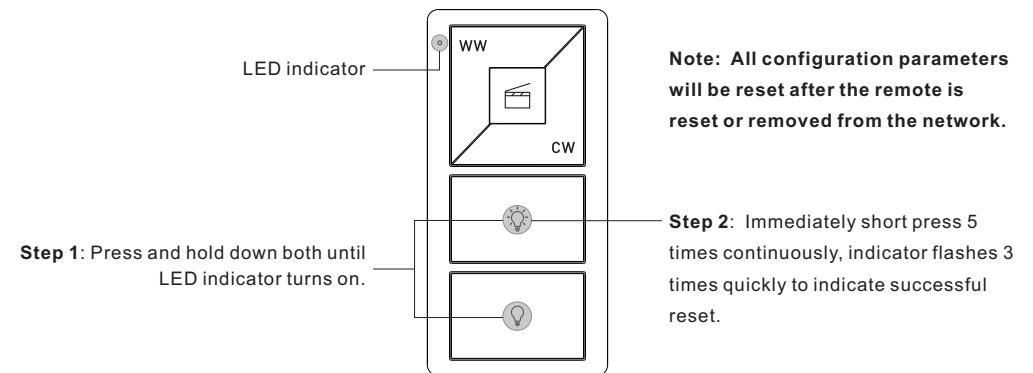 LED indicator
WW
CW
Note: All configuration parameters
will be reset after the remote is
reset or removed from the network.
Step 1: Press and hold down both until
LED indicator turns on.
Step 2: Immediately short press 5
times continuously, indicator flashes 3
times quickly to indicate successful
reset.